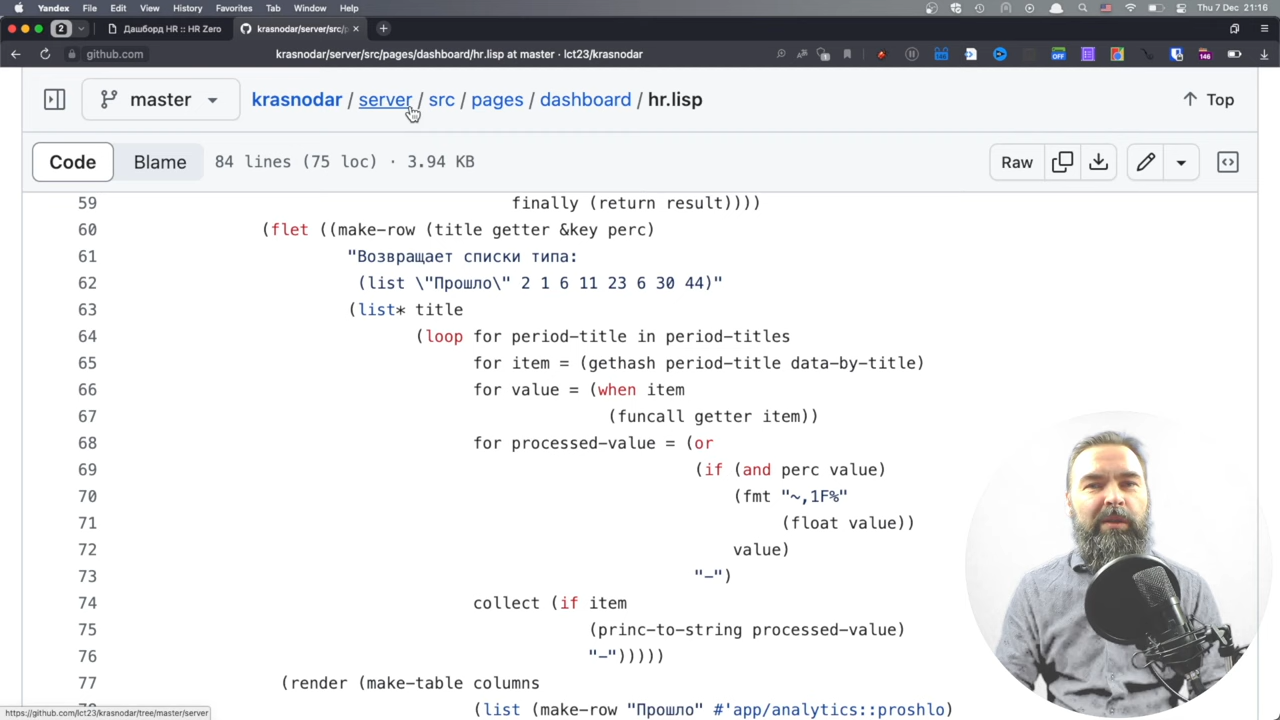 Yandex File Edit View History Favorites Tab Window Help Thu 7 Dec 21:16
2 Дашборд HR :: HR Zero krasnodar/server/src/p
github.com krasnodar/server/src/pages/dashboard/hr.lisp at master · lct23/krasnodar OFF 146
master krasnodar / server / src / pages / dashboard / hr.lisp Top
Code Blame 84 lines (75 loc) · 3.94 KB Raw
59 finally (return result))))
60 (flet ((make-row (title getter &key perc)
61 "Возвращает списки типа:
62 (list \"Прошло\" 2 1 6 11 23 6 30 44)"
63 (list* title
64 (loop for period-title in period-titles
65 for item = (gethash period-title data-by-title)
66 for value = (when item
67 (funcall getter item))
68 for processed-value = (or
69 (if (and perc value)
70 (fmt "~,1F%"
71 (float value))
72 value)
73 "-")
74 collect (if item
75 (princ-to-string processed-value)
76 "-")))))
77 (render (make-table columns
(list (make-row "Прошло" #'app/analytics::proshlo)
https://github.com/lct23/krasnodar/tree/master/server